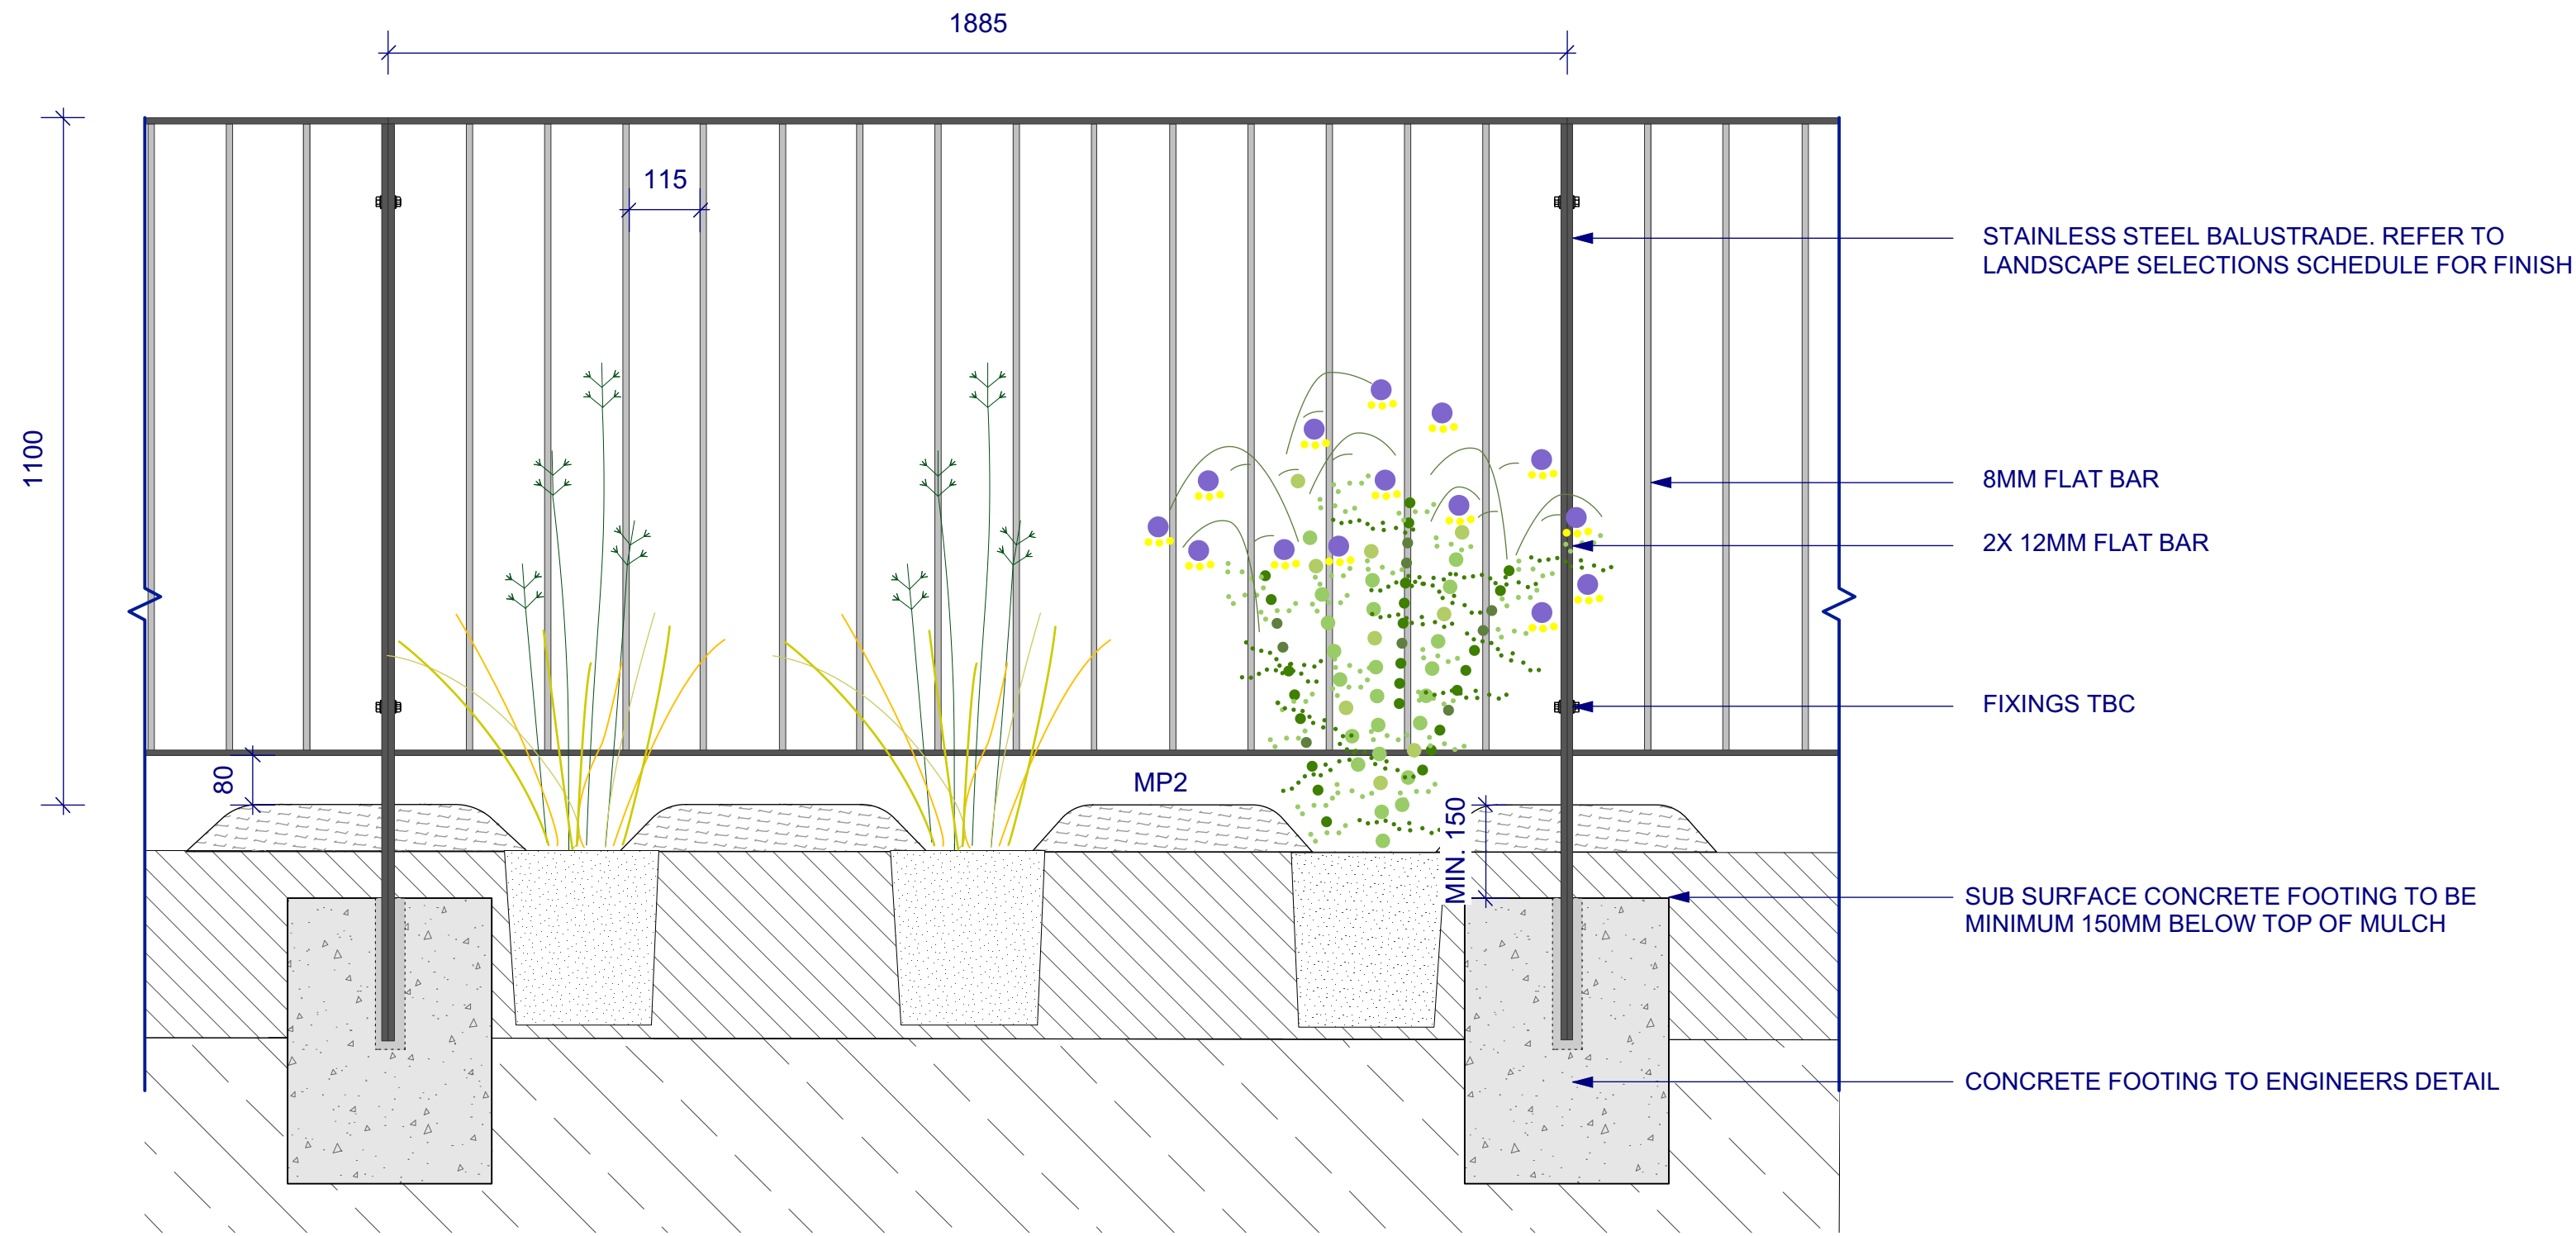 1885
115
STAINLESS STEEL BALUSTRADE. REFER TO
LANDSCAPE SELECTIONS SCHEDULE FOR FINISH
1100
8MM FLAT BAR
2X 12MM FLAT BAR
FIXINGS TBC
80
MP2
MIN. 150
SUB SURFACE CONCRETE FOOTING TO BE
MINIMUM 150MM BELOW TOP OF MULCH
CONCRETE FOOTING TO ENGINEERS DETAIL